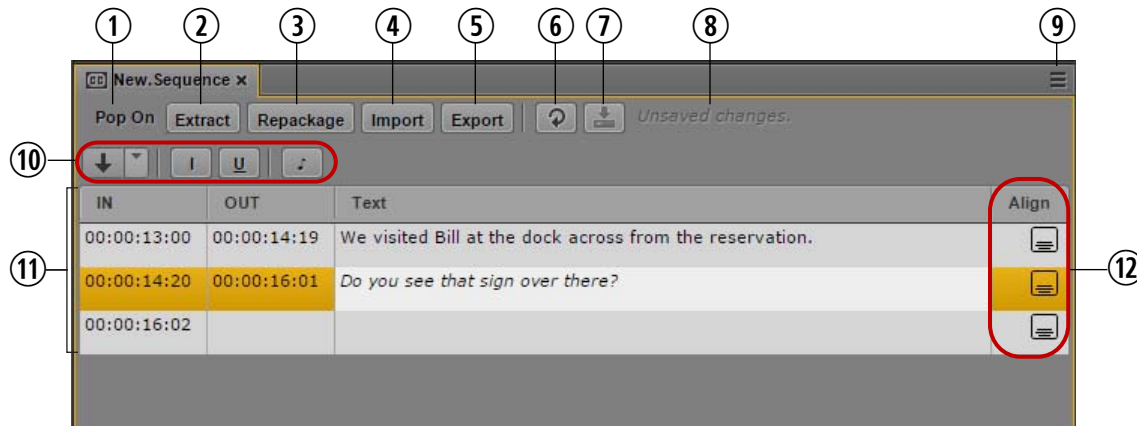 1 2 3 4 5 6 7 8 9
CC New.Sequence ×
Pop On Extract Repackage Import Export Unsaved changes.
10 I U ♪
IN OUT Text Align
00:00:13:00 00:00:14:19 We visited Bill at the dock across from the reservation.
11 00:00:14:20 00:00:16:01 Do you see that sign over there? 12
00:00:16:02